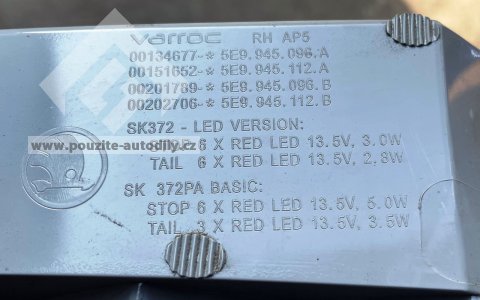 varroc RH AP5
00134677-* 5E9.945.096.A
00151652-* 5E9.945.112.A
00201789-* 5E9.945.096.B
00202706-* 5E9.945.112.B
SK372 - LED VERSION:
STOP 6 X RED LED 13.5V, 3.0W
https://www.pouzite-autodily.cz
TAIL 6 X RED LED 13.5V, 2,8W
SK 372PA BASIC:
STOP 6 X RED LED 13.5V, 5.0W
TAIL 3 X RED LED 13.5V, 3.5W